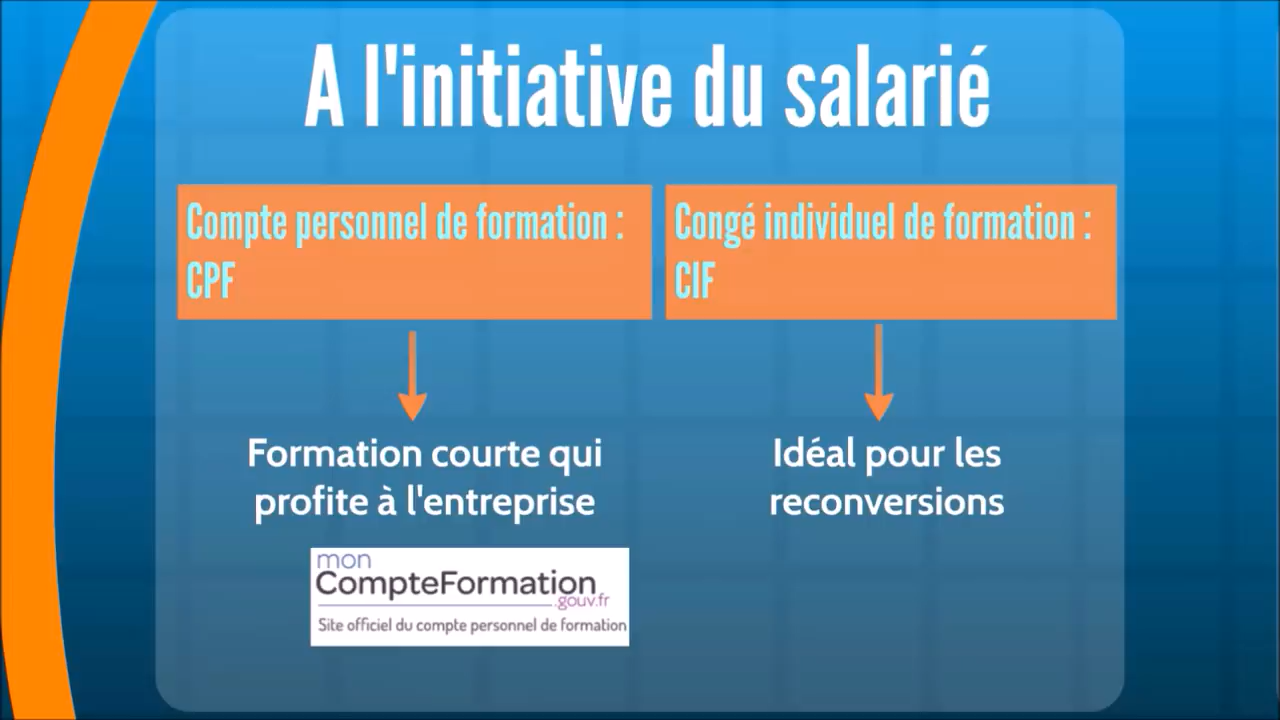 A l'initiative du salarié
Compte personnel de formation :
CPF
Formation courte qui
profite à l'entreprise
mon
CompteFormation
.gouv.fr
Site officiel du compte personnel de formation
Congé individuel de formation :
CIF
Idéal pour les
reconversions